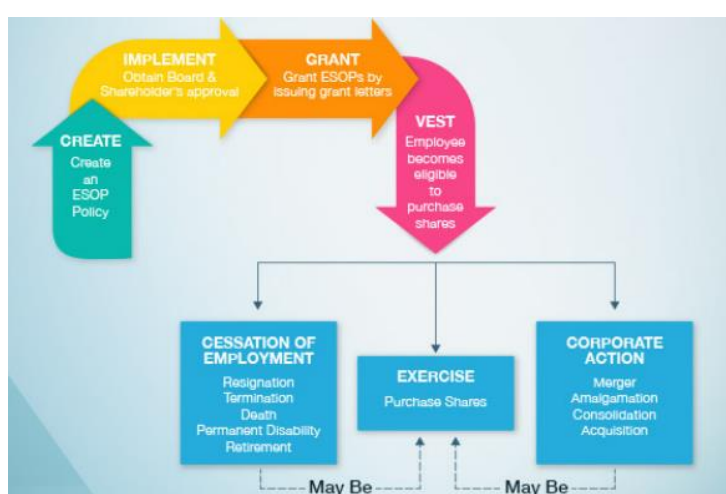 IMPLEMENT
Obtain Board &
Shareholder's approval
GRANT
Grant ESOPs by
issuing grant letters
CREATE
Create
an
ESOP
Policy
VEST
Employee
becomes
eligible
to
purchase
shares
CESSATION OF
EMPLOYMENT
Resignation
Termination
Death
Permanent Disability
Retirement
EXERCISE
Purchase Shares
CORPORATE
ACTION
Merger
Amalgamation
Consolidation
Acquisition
May Be
May Be